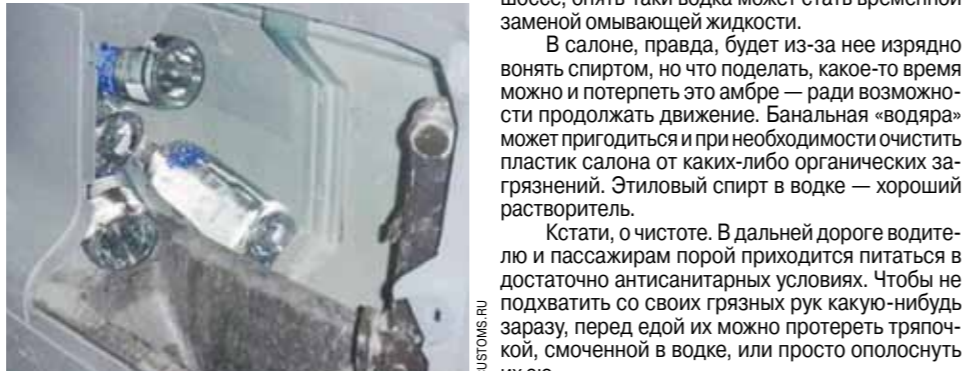 шоссе, опять-таки водка может стать временной
заменой омывающей жидкости.
В салоне, правда, будет из-за нее изрядно
вонять спиртом, но что поделать, какое-то время
можно и потерпеть это амбре — ради возможно-
сти продолжать движение. Банальная «водяра»
может пригодиться и при необходимости очистить
пластик салона от каких-либо органических за-
грязнений. Этиловый спирт в водке — хороший
растворитель.
Кстати, о чистоте. В дальней дороге водите-
лю и пассажирам порой приходится питаться в
достаточно антисанитарных условиях. Чтобы не
подхватить со своих грязных рук какую-нибудь
заразу, перед едой их можно протереть тряпоч-
кой, смоченной в водке, или просто ополоснуть
USTOMS.RU